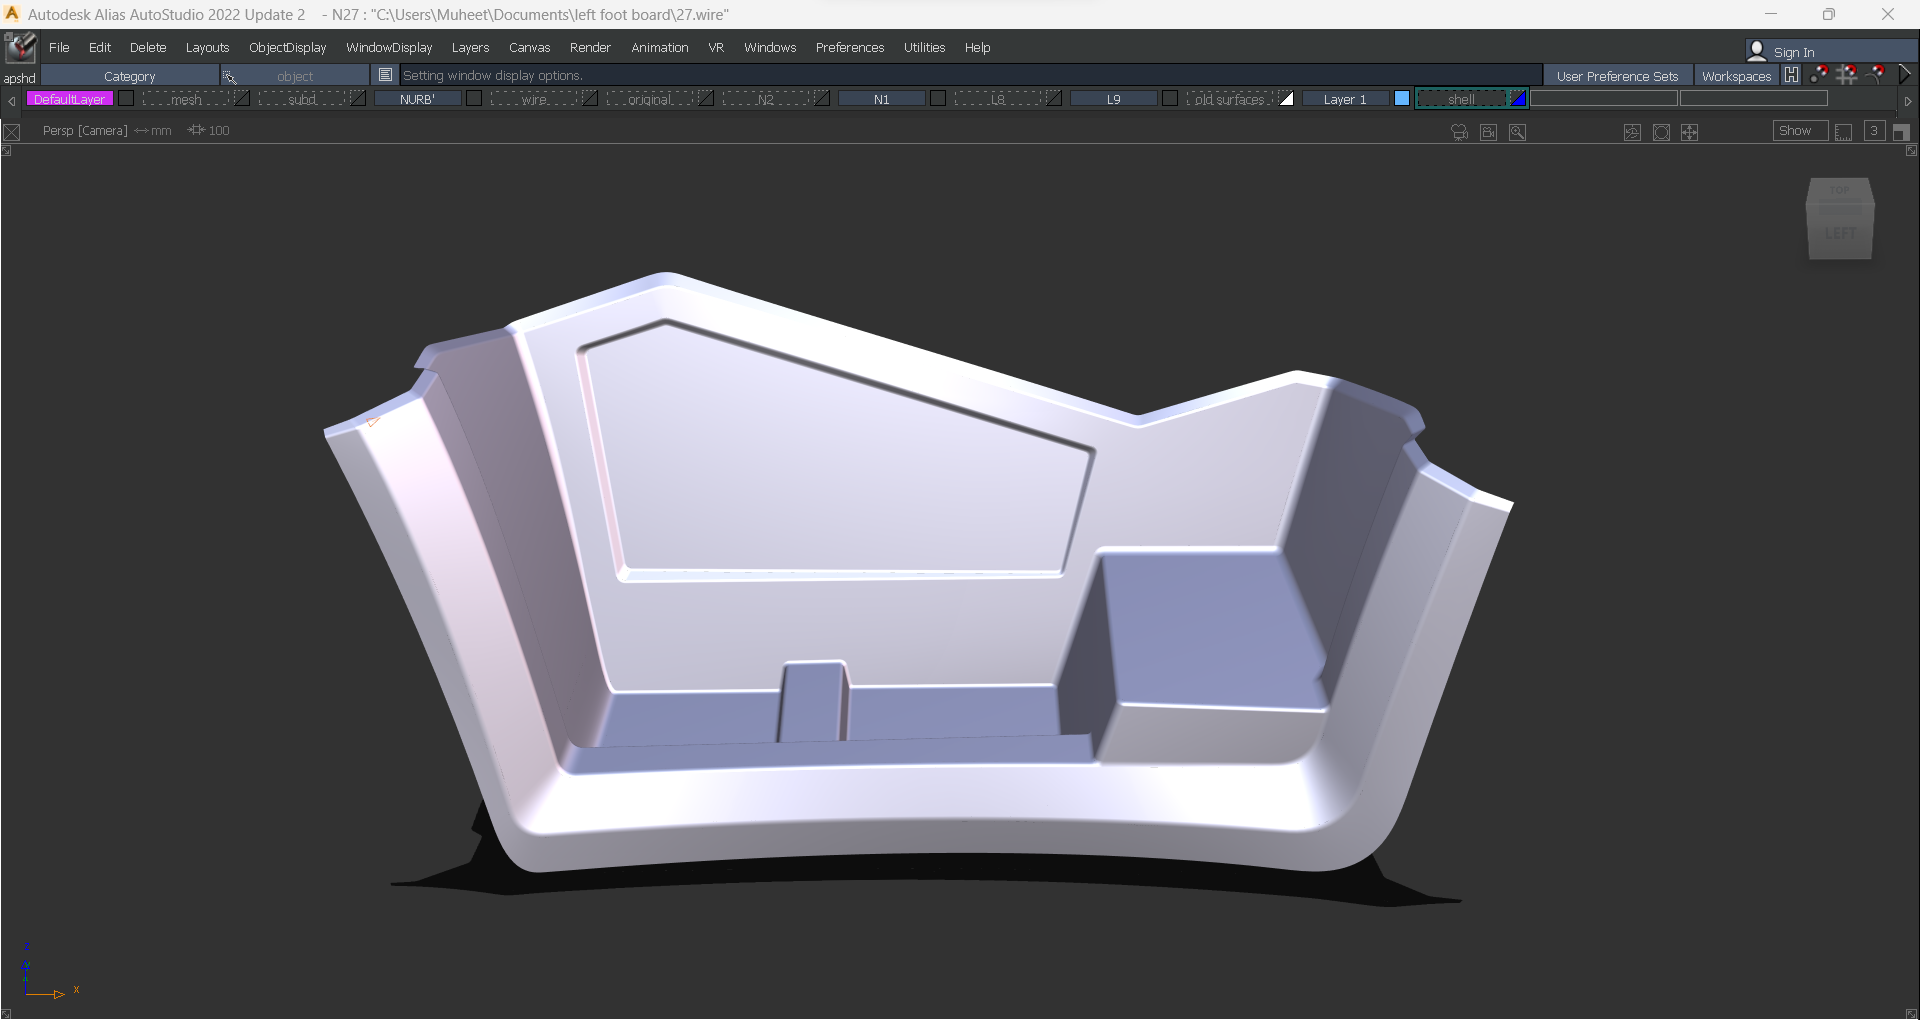 Autodesk Alias AutoStudio 2022 Update 2 - N27 : "C:\Users\Muheet\Documents\left foot board\27.wire"
File Edit Delete Layouts ObjectDisplay WindowDisplay Layers Canvas Render Animation VR Windows Preferences Utilities Help
Sign In
apshd Category object Setting window display options. User Preference Sets Workspaces
DefaultLayer mesh subd NURB' wire original N2 N1 L8 L9 old surfaces Layer 1 shell
Persp [Camera] mm 100 Show 3
TOP
LEFT
z
x